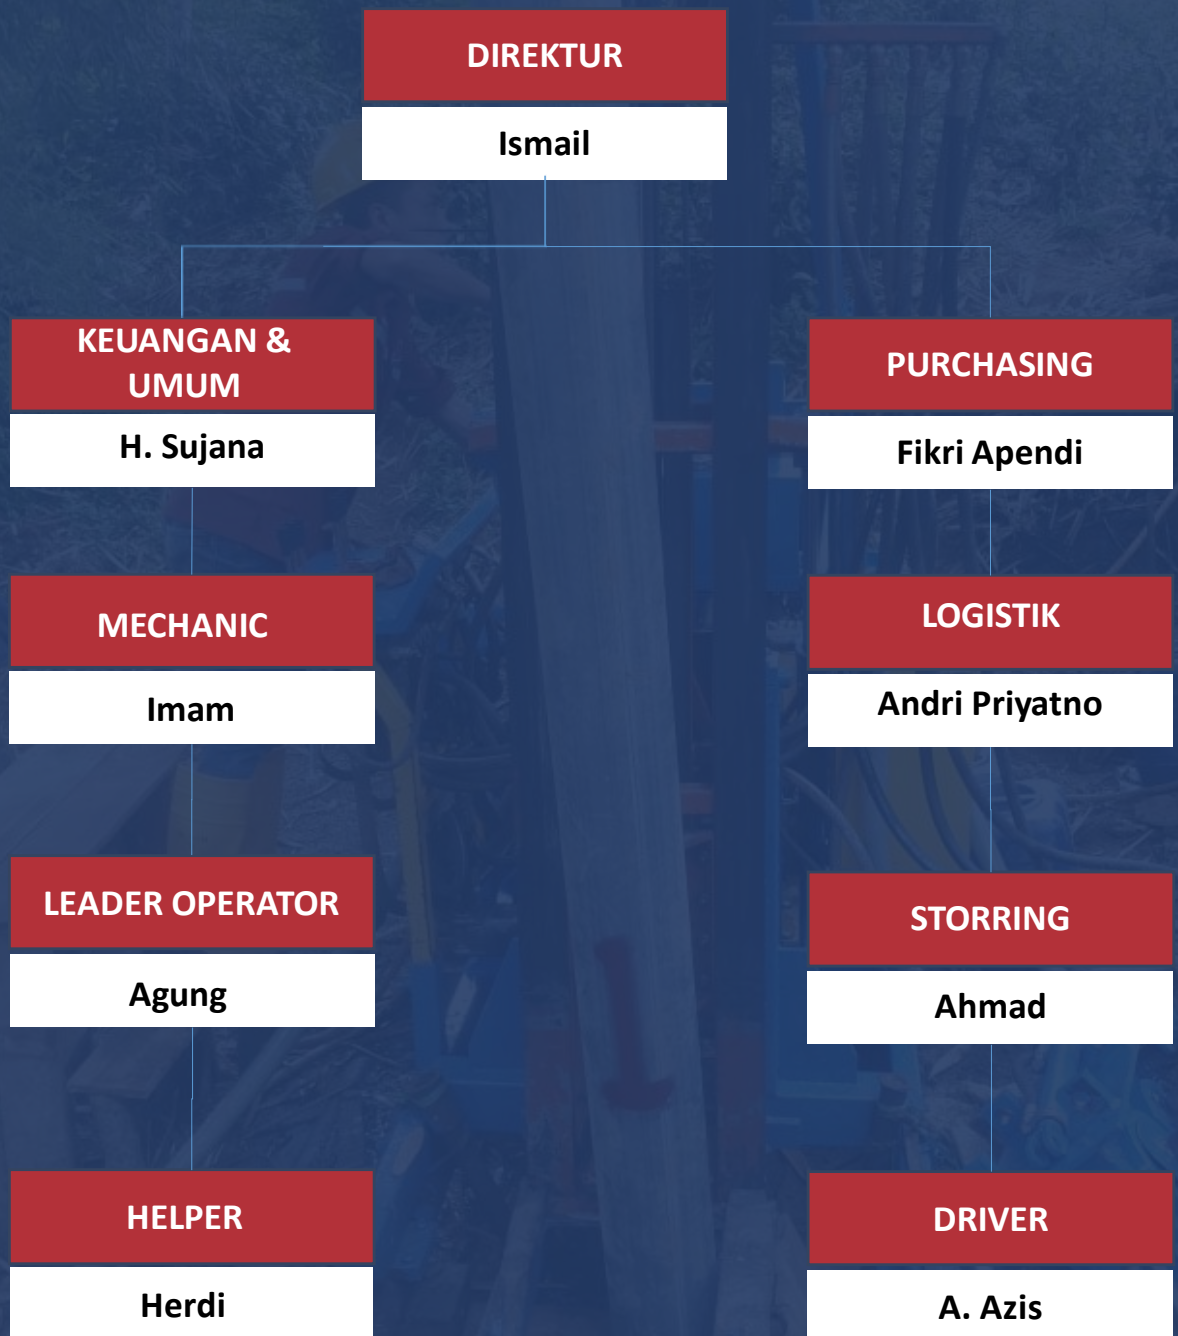 DIREKTUR
Ismail
KEUANGAN &
UMUM
H. Sujana
PURCHASING
Fikri Apendi
MECHANIC
Imam
LOGISTIK
Andri Priyatno
LEADER OPERATOR
Agung
STORRING
Ahmad
HELPER
Herdi
DRIVER
A. Azis